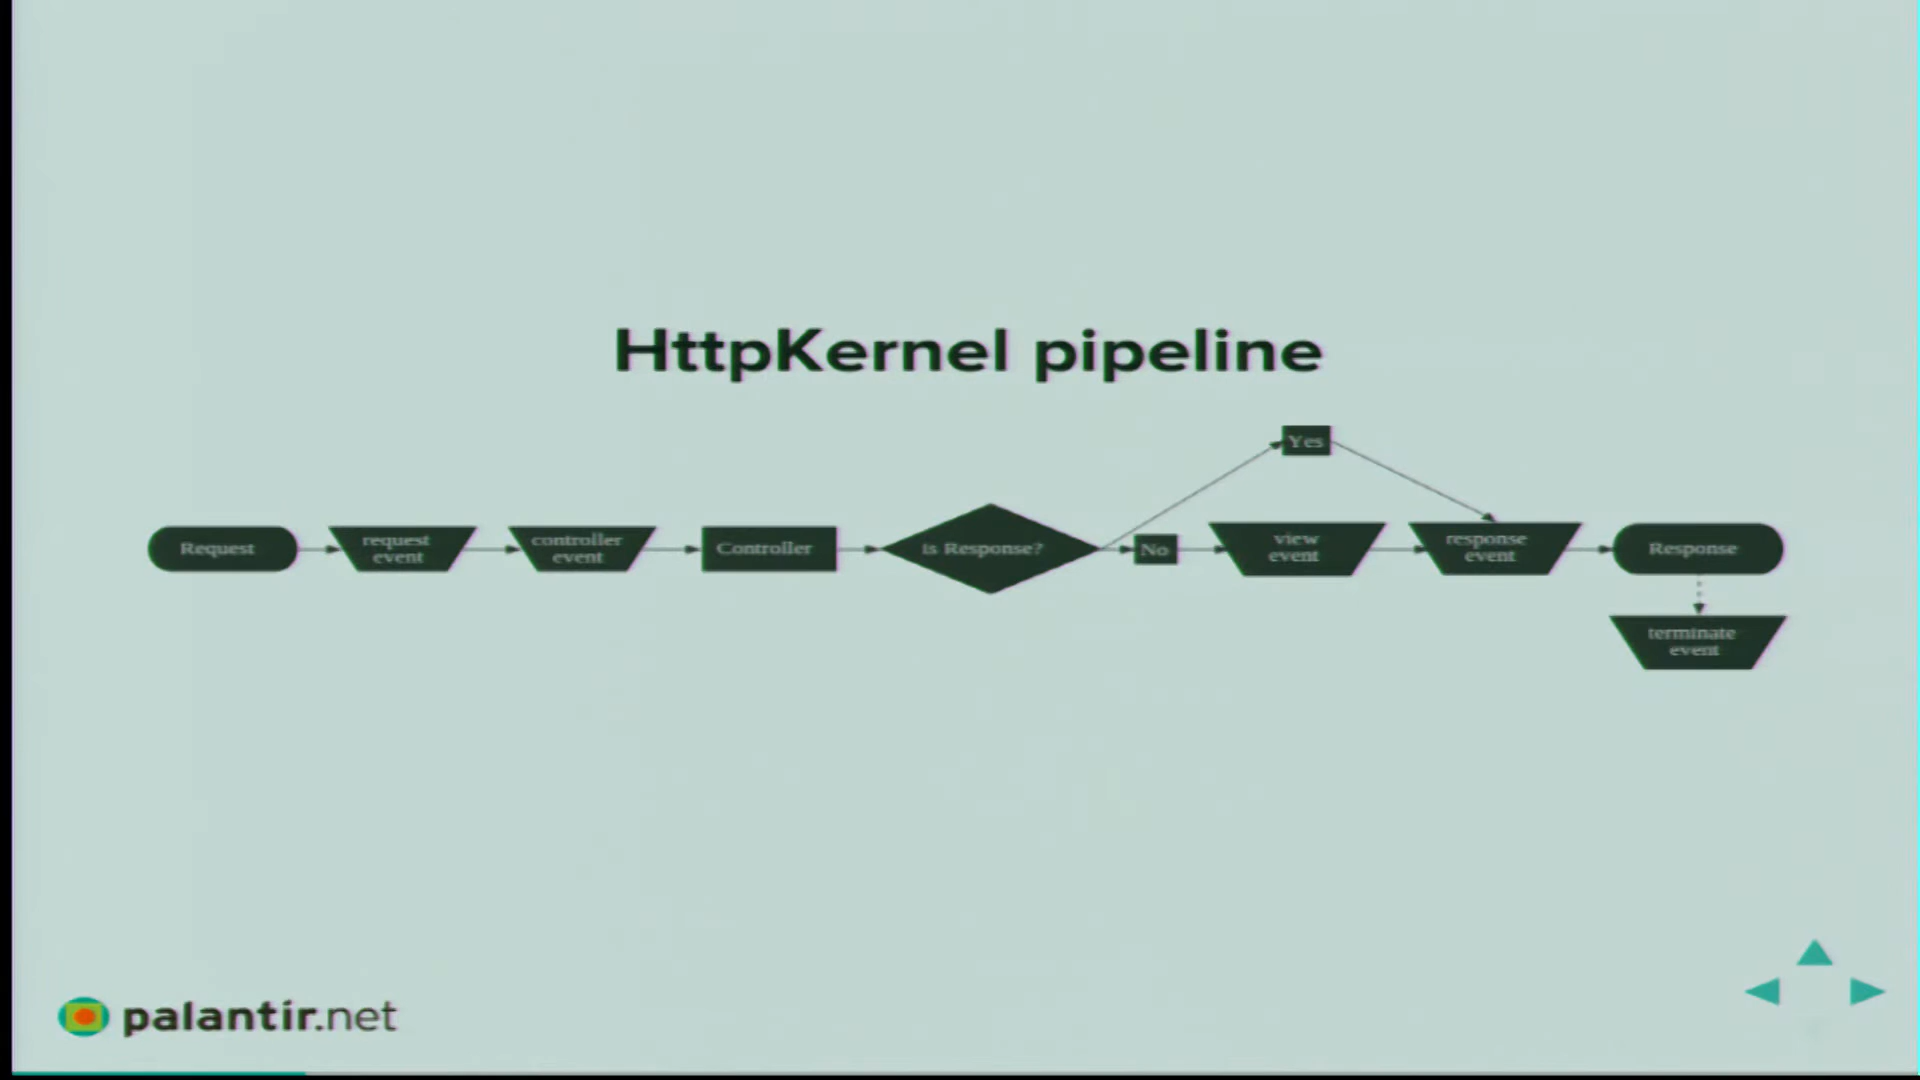 HttpKernel pipeline
Yes
Request
request
event
controller
event
Controller
is Response?
No
view
event
response
event
Response
terminate
event
palantir.net